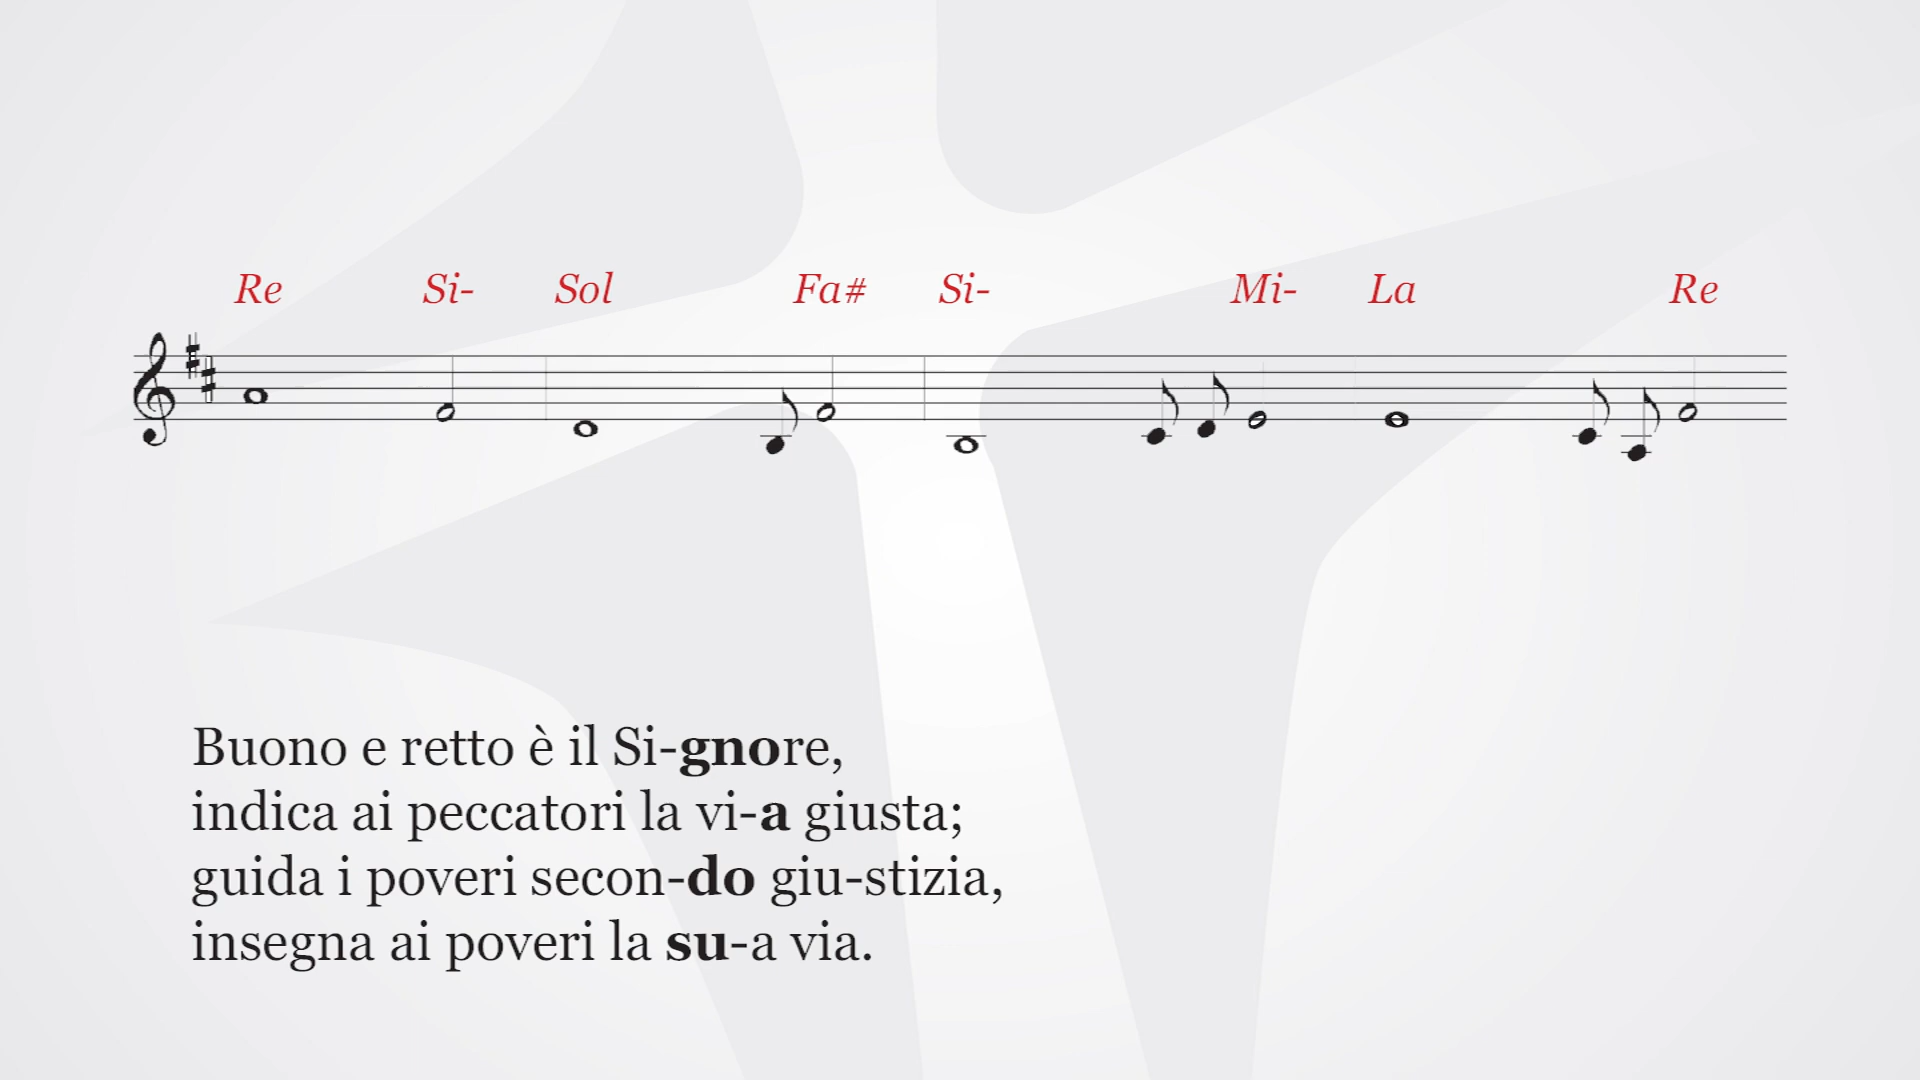 Re Si- Sol Fa# Si- Mi- La Re
Buono e retto è il Si-gnore,
indica ai peccatori la vi-a giusta;
guida i poveri secon-do giu-stizia,
insegna ai poveri la su-a via.